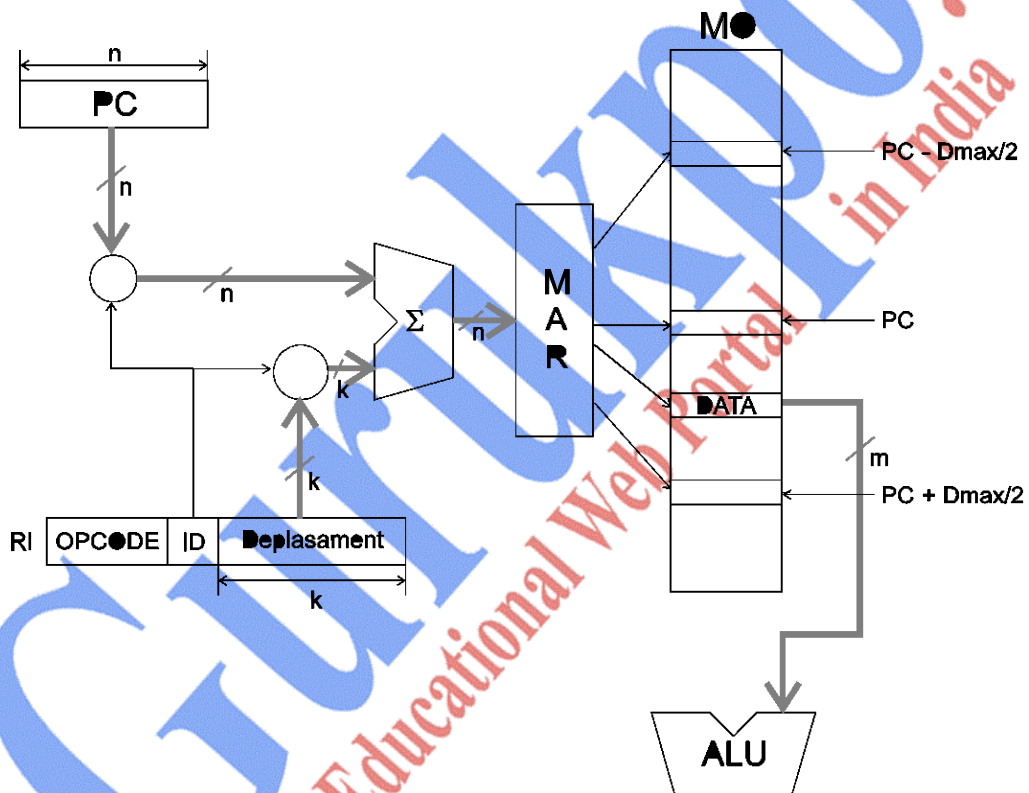 MO
n
PC
PC - Dmax/2
n
n
M
A
R
Σ
n
PC
k
DATA
m
k
PC + Dmax/2
RI OPCODE ID Deplasament
k
ALU
Gurukpo.
Educational Web Portal in India